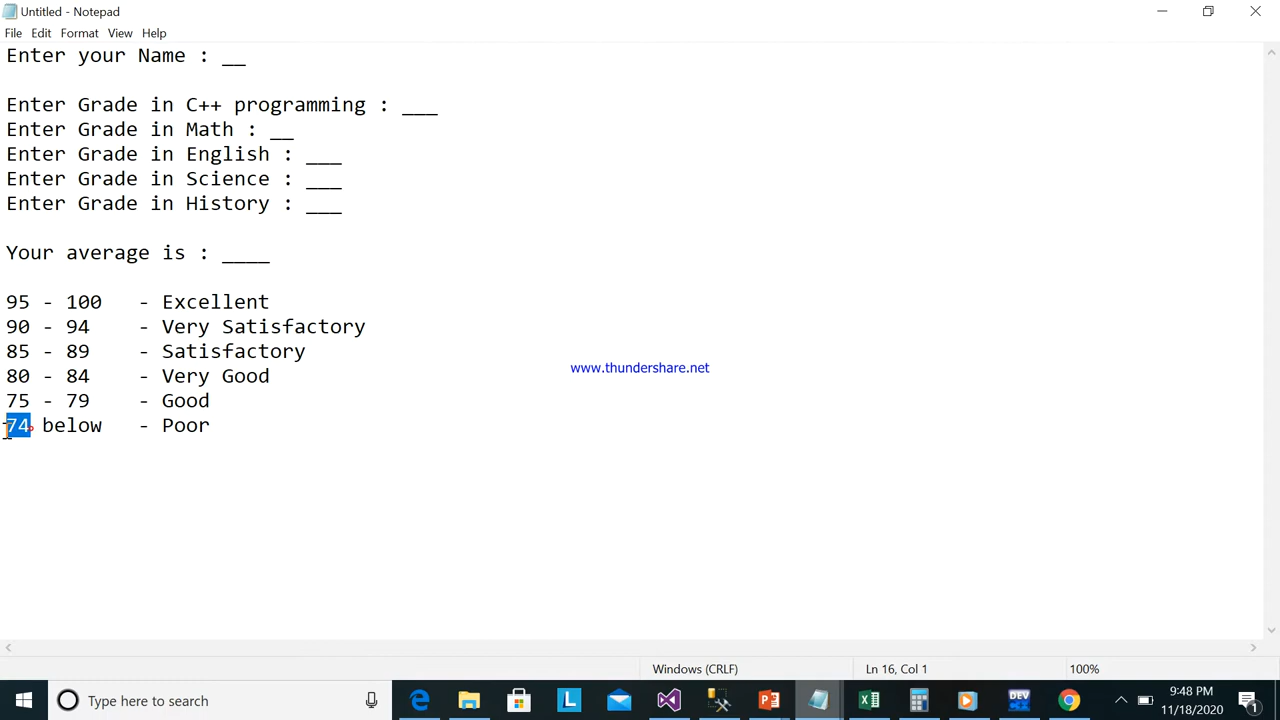 Untitled - Notepad
File Edit Format View Help
Enter your Name : __
Enter Grade in C++ programming : ___
Enter Grade in Math : __
Enter Grade in English : ___
Enter Grade in Science : ___
Enter Grade in History : ___
Your average is : ____
95 - 100 - Excellent
90 - 94 - Very Satisfactory
85 - 89 - Satisfactory
www.thundershare.net
80 - 84 - Very Good
75 - 79 - Good
74 below - Poor
Windows (CRLF) Ln 16, Col 1 100%
Type here to search
L
DEV
9:48 PM
11/18/2020
1